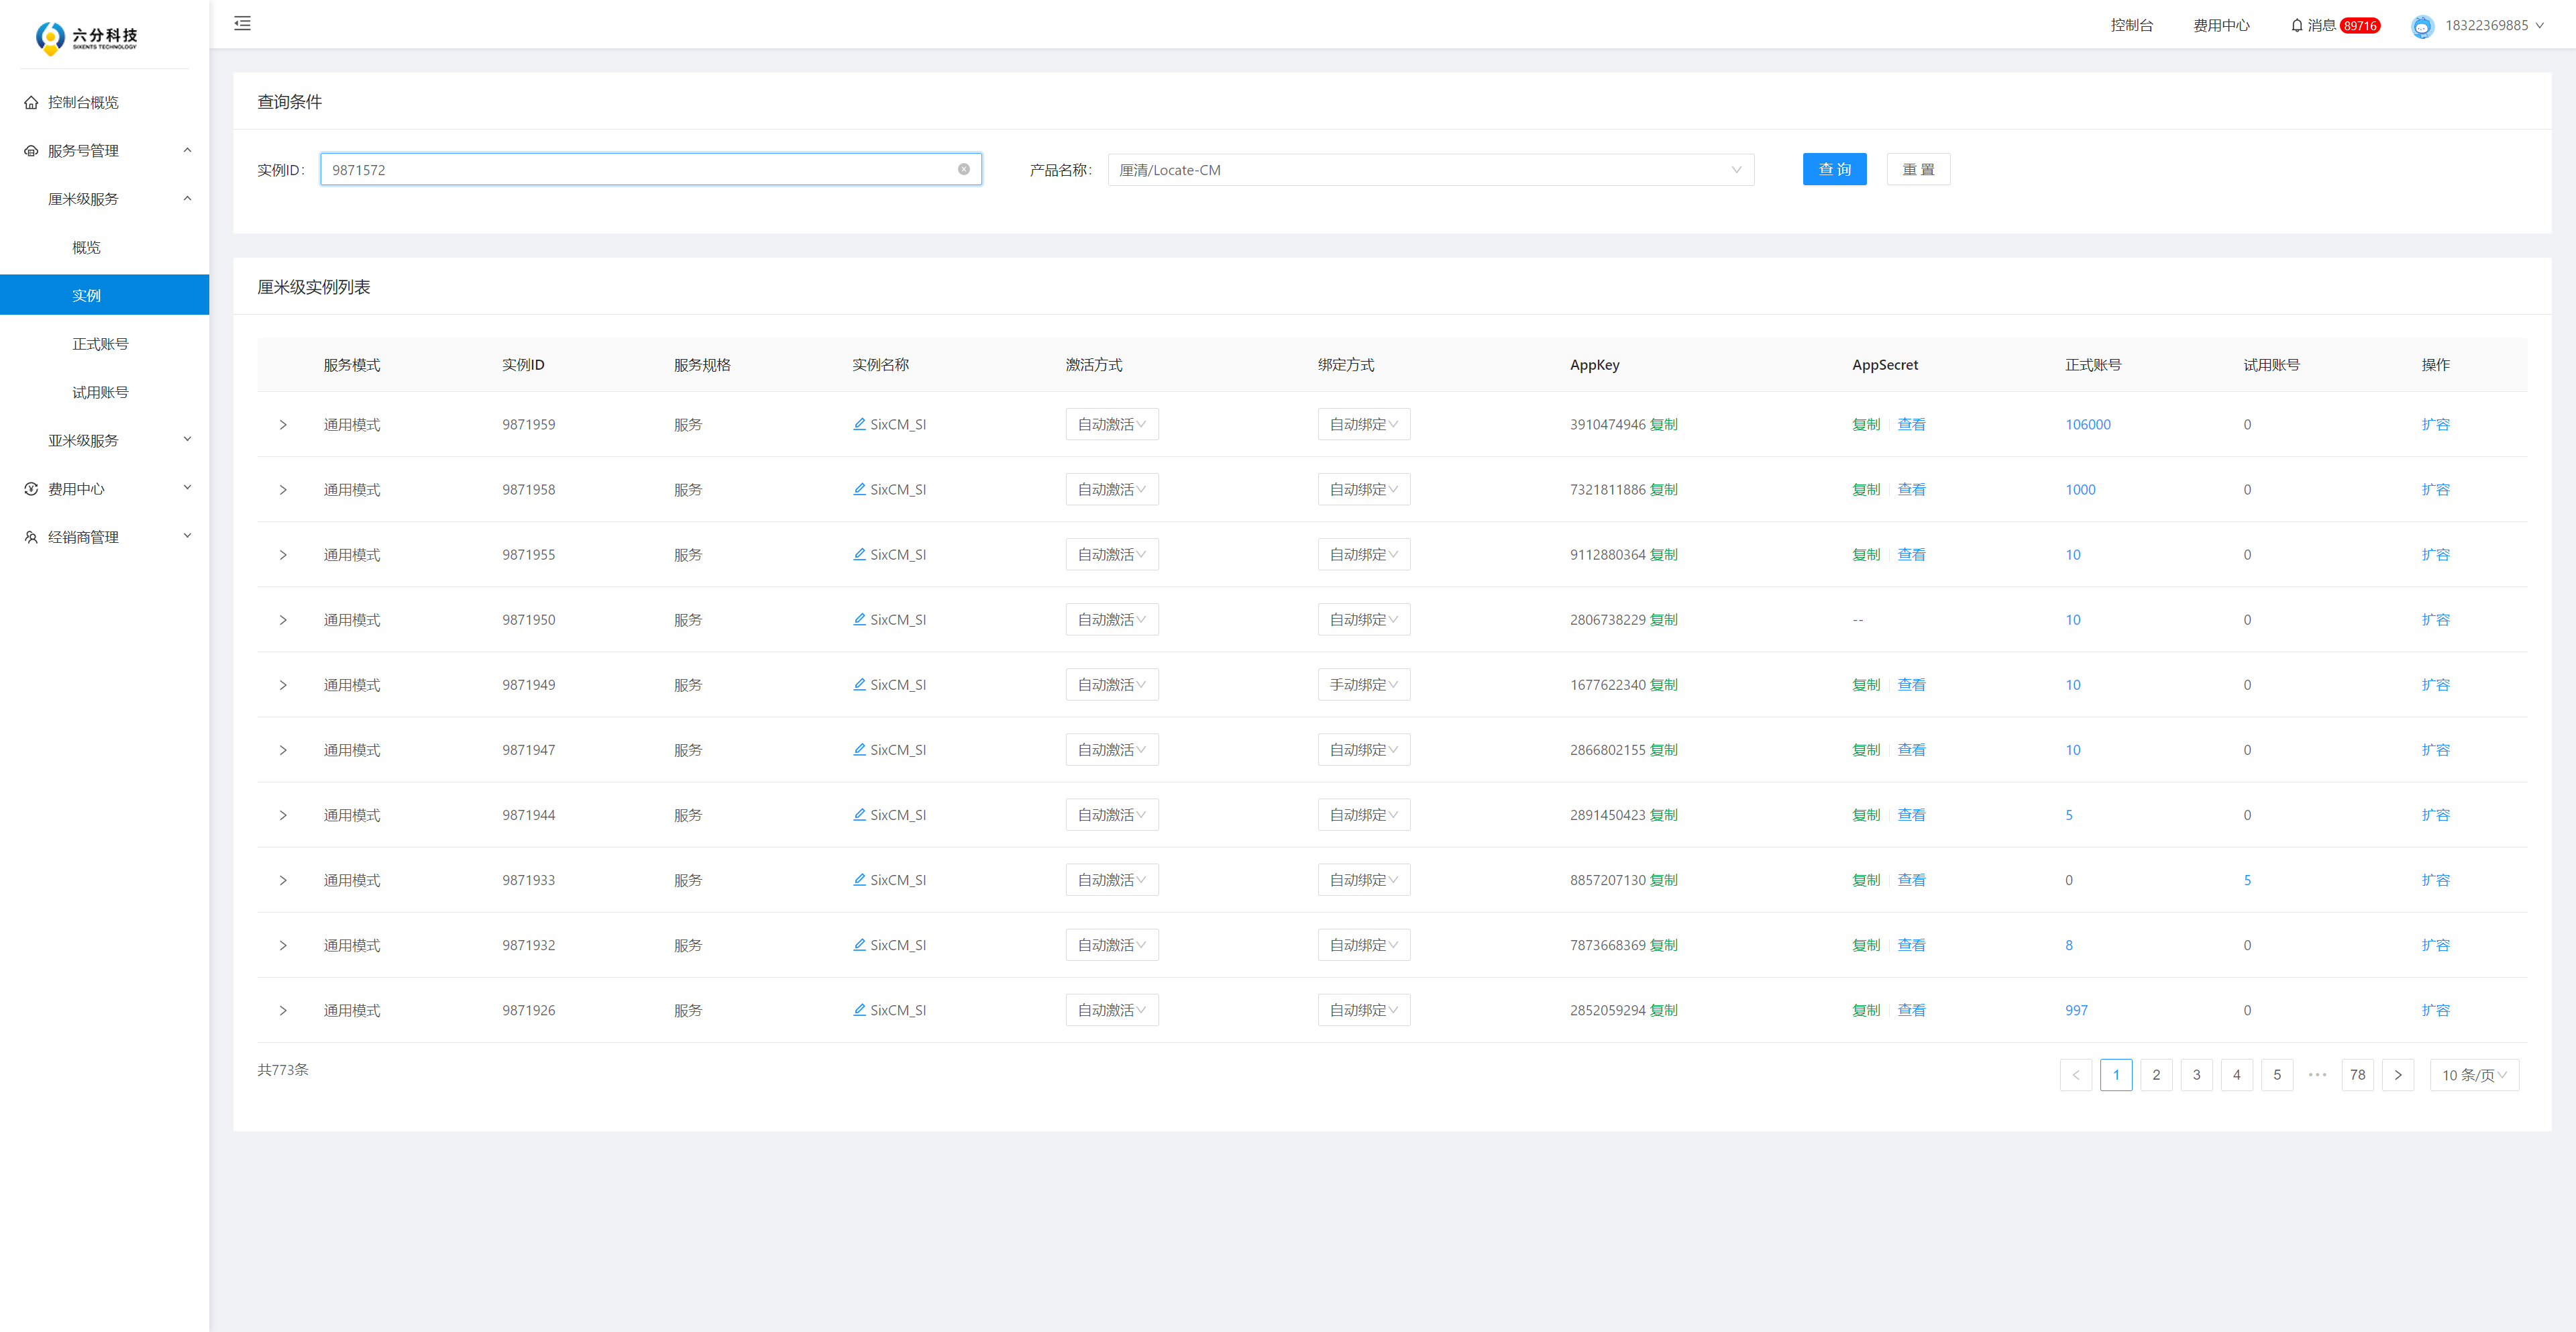 六分科技
SIXENTS TECHNOLOGY
控制台 费用中心 消息 89716 18322369885
控制台概览
服务号管理
厘米级服务
概览
实例
正式账号
试用账号
亚米级服务
费用中心
经销商管理
查询条件
实例ID: 9871572 产品名称: 厘清/Locate-CM 查询 重置
厘米级实例列表
服务模式 实例ID 服务规格 实例名称 激活方式 绑定方式 AppKey AppSecret 正式账号 试用账号 操作
通用模式 9871959 服务 SixCM_SI 自动激活 自动绑定 3910474946 复制 复制 查看 106000 0 扩容
通用模式 9871958 服务 SixCM_SI 自动激活 自动绑定 7321811886 复制 复制 查看 1000 0 扩容
通用模式 9871955 服务 SixCM_SI 自动激活 自动绑定 9112880364 复制 复制 查看 10 0 扩容
通用模式 9871950 服务 SixCM_SI 自动激活 自动绑定 2806738229 复制 -- 10 0 扩容
通用模式 9871949 服务 SixCM_SI 自动激活 手动绑定 1677622340 复制 复制 查看 10 0 扩容
通用模式 9871947 服务 SixCM_SI 自动激活 自动绑定 2866802155 复制 复制 查看 10 0 扩容
通用模式 9871944 服务 SixCM_SI 自动激活 自动绑定 2891450423 复制 复制 查看 5 0 扩容
通用模式 9871933 服务 SixCM_SI 自动激活 自动绑定 8857207130 复制 复制 查看 0 5 扩容
通用模式 9871932 服务 SixCM_SI 自动激活 自动绑定 7873668369 复制 复制 查看 8 0 扩容
通用模式 9871926 服务 SixCM_SI 自动激活 自动绑定 2852059294 复制 复制 查看 997 0 扩容
共773条 < 1 2 3 4 5 ••• 78 > 10 条/页